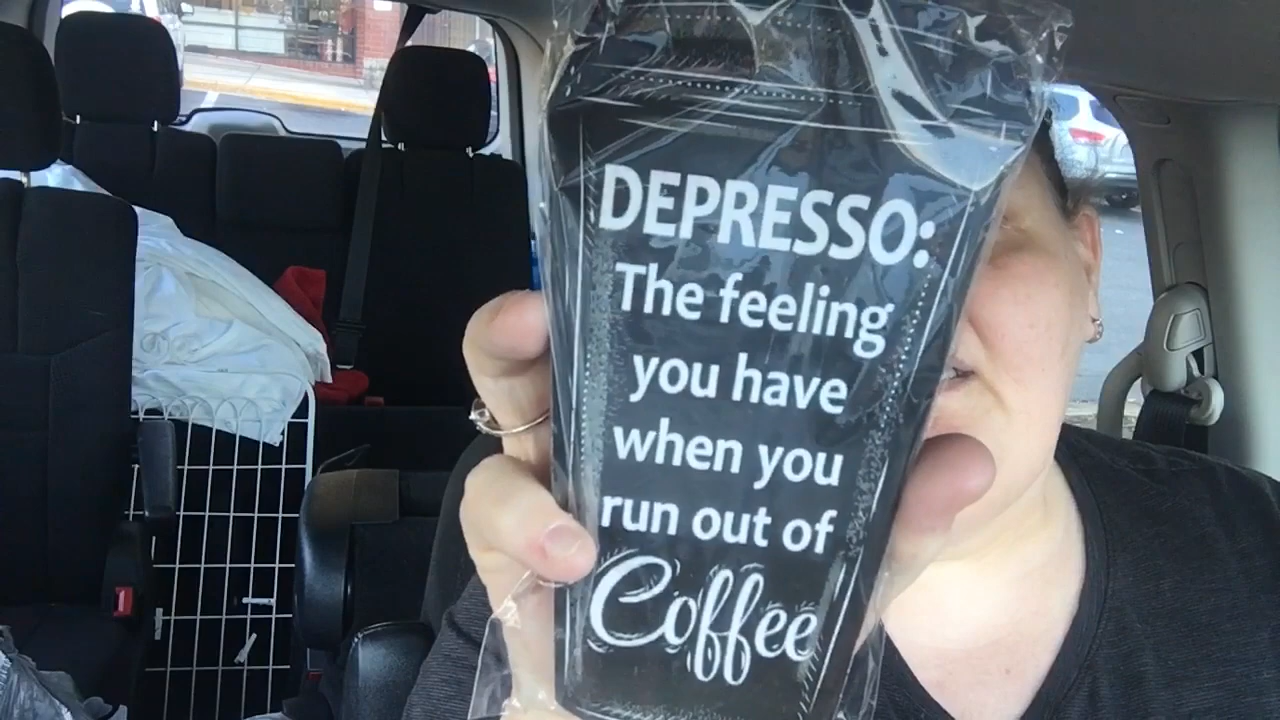 DEPRESSO:
The feeling
you have
when you
run out of
Coffee